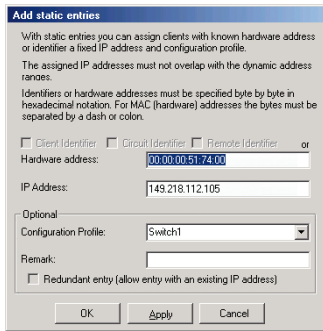 Add static entries
With static entries you can assign clients with known hardware address
or identifier a fixed IP address and configuration profile.
The assigned IP addresses must not overlap with the dynamic address
ranges.
Identifiers or hardware addresses must be specified byte by byte in
hexadecimal notation. For MAC (hardware) addresses the bytes must be
separated by a dash or colon.
Client Identifier Circuit Identifier Remote Identifier or
Hardware address: 00:00:00:51:74:00
IP Address: 149.218.112.105
Optional
Configuration Profile: Switch1
Remark:
Redundant entry (allow entry with an existing IP address)
OK Apply Cancel